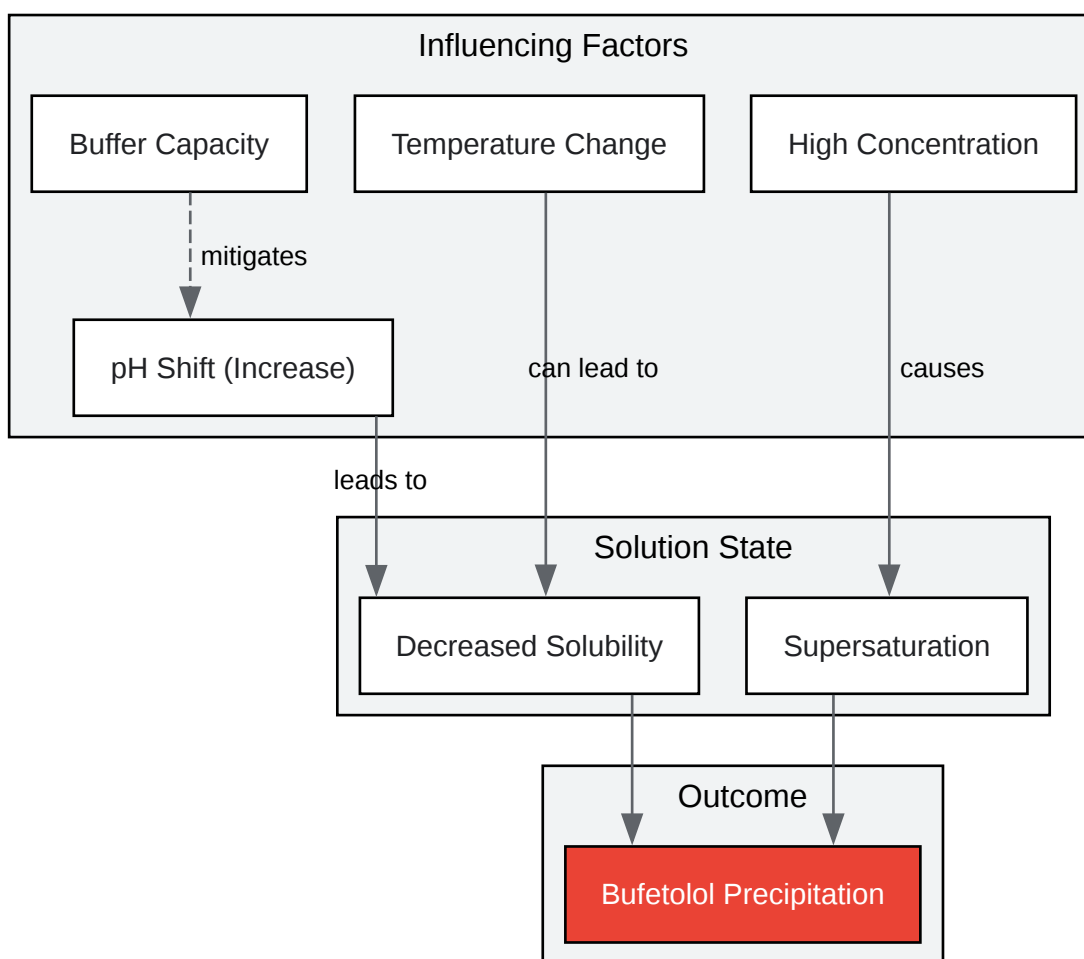 Influencing Factors
Buffer Capacity
Temperature Change
High Concentration
mitigates
pH Shift (Increase)
can lead to
causes
leads to
Solution State
Decreased Solubility
Supersaturation
Outcome
Bufetolol Precipitation